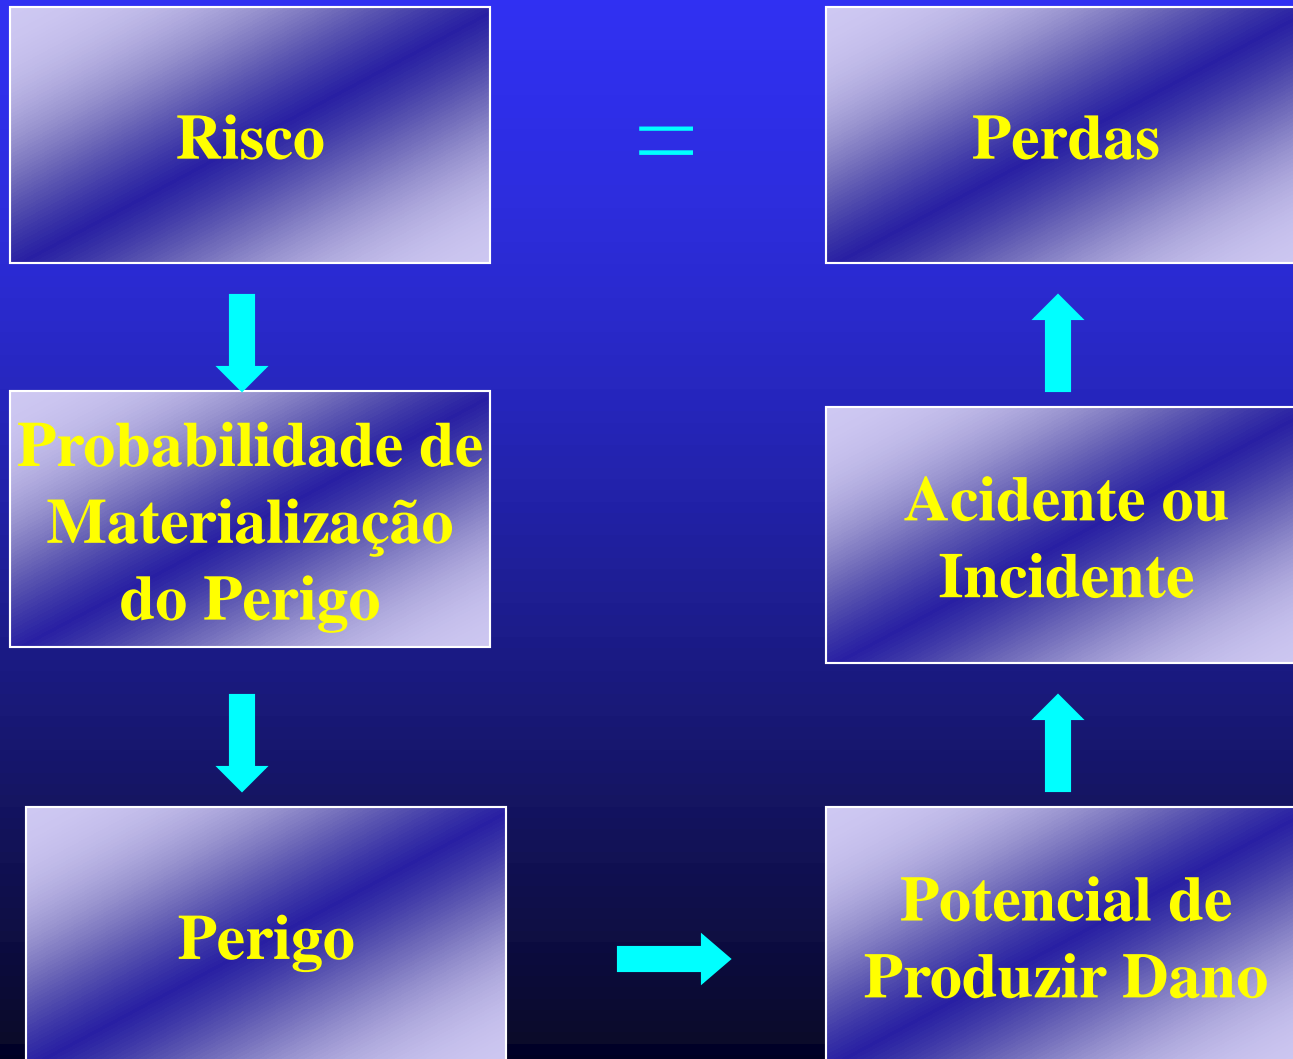 Risco
=
Perdas
Probabilidade de
Materialização
do Perigo
Acidente ou
Incidente
Perigo
Potencial de
Produzir Dano